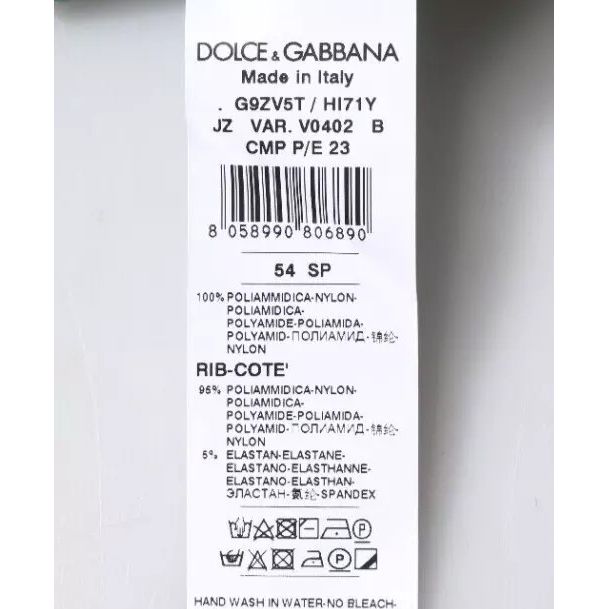 DOLCE & GABBANA
Made in Italy
. G9ZV5T / HI71Y
JZ VAR. V0402 B
CMP P/E 23
8 058990 806890
54 SP
100% POLIAMMIDICA-NYLON-
POLIAMIDICA-
POLYAMIDE-POLIAMIDA-
POLYAMID-ПОЛИАМИД-锦纶-
NYLON
RIB-COTE'
95% POLIAMMIDICA-NYLON-
POLIAMIDICA-
POLYAMIDE-POLIAMIDA-
POLYAMID-ПОЛИАМИД-锦纶-
NYLON
5% ELASTAN-ELASTANE-
ELASTANO-ELASTHANNE-
ELASTANO-ELASTHAN-
ЭЛАСТАН-氨纶-SPANDEX
P
P
HAND WASH IN WATER-NO BLEACH-